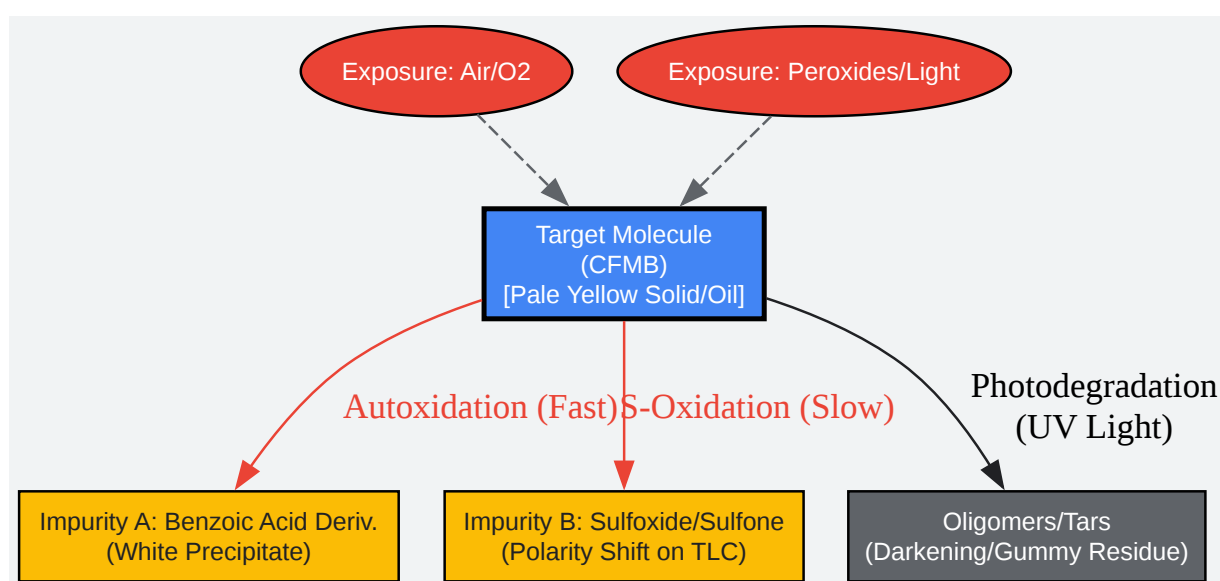 Exposure: Air/O2
Exposure: Peroxides/Light
Target Molecule
(CFMB)
[Pale Yellow Solid/Oil]
Autoxidation (Fast)
S-Oxidation (Slow)
Photodegradation
(UV Light)
Impurity A: Benzoic Acid Deriv.
(White Precipitate)
Impurity B: Sulfoxide/Sulfone
(Polarity Shift on TLC)
Oligomers/Tars
(Darkening/Gummy Residue)